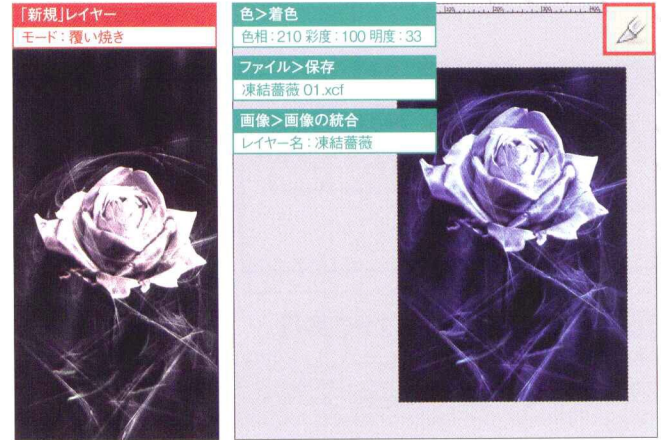 「新規」レイヤー
モード：覆い焼き
色＞着色
色相：210 彩度：100 明度：33
ファイル＞保存
凍結薔薇 01.xcf
画像＞画像の統合
レイヤー名：凍結薔薇